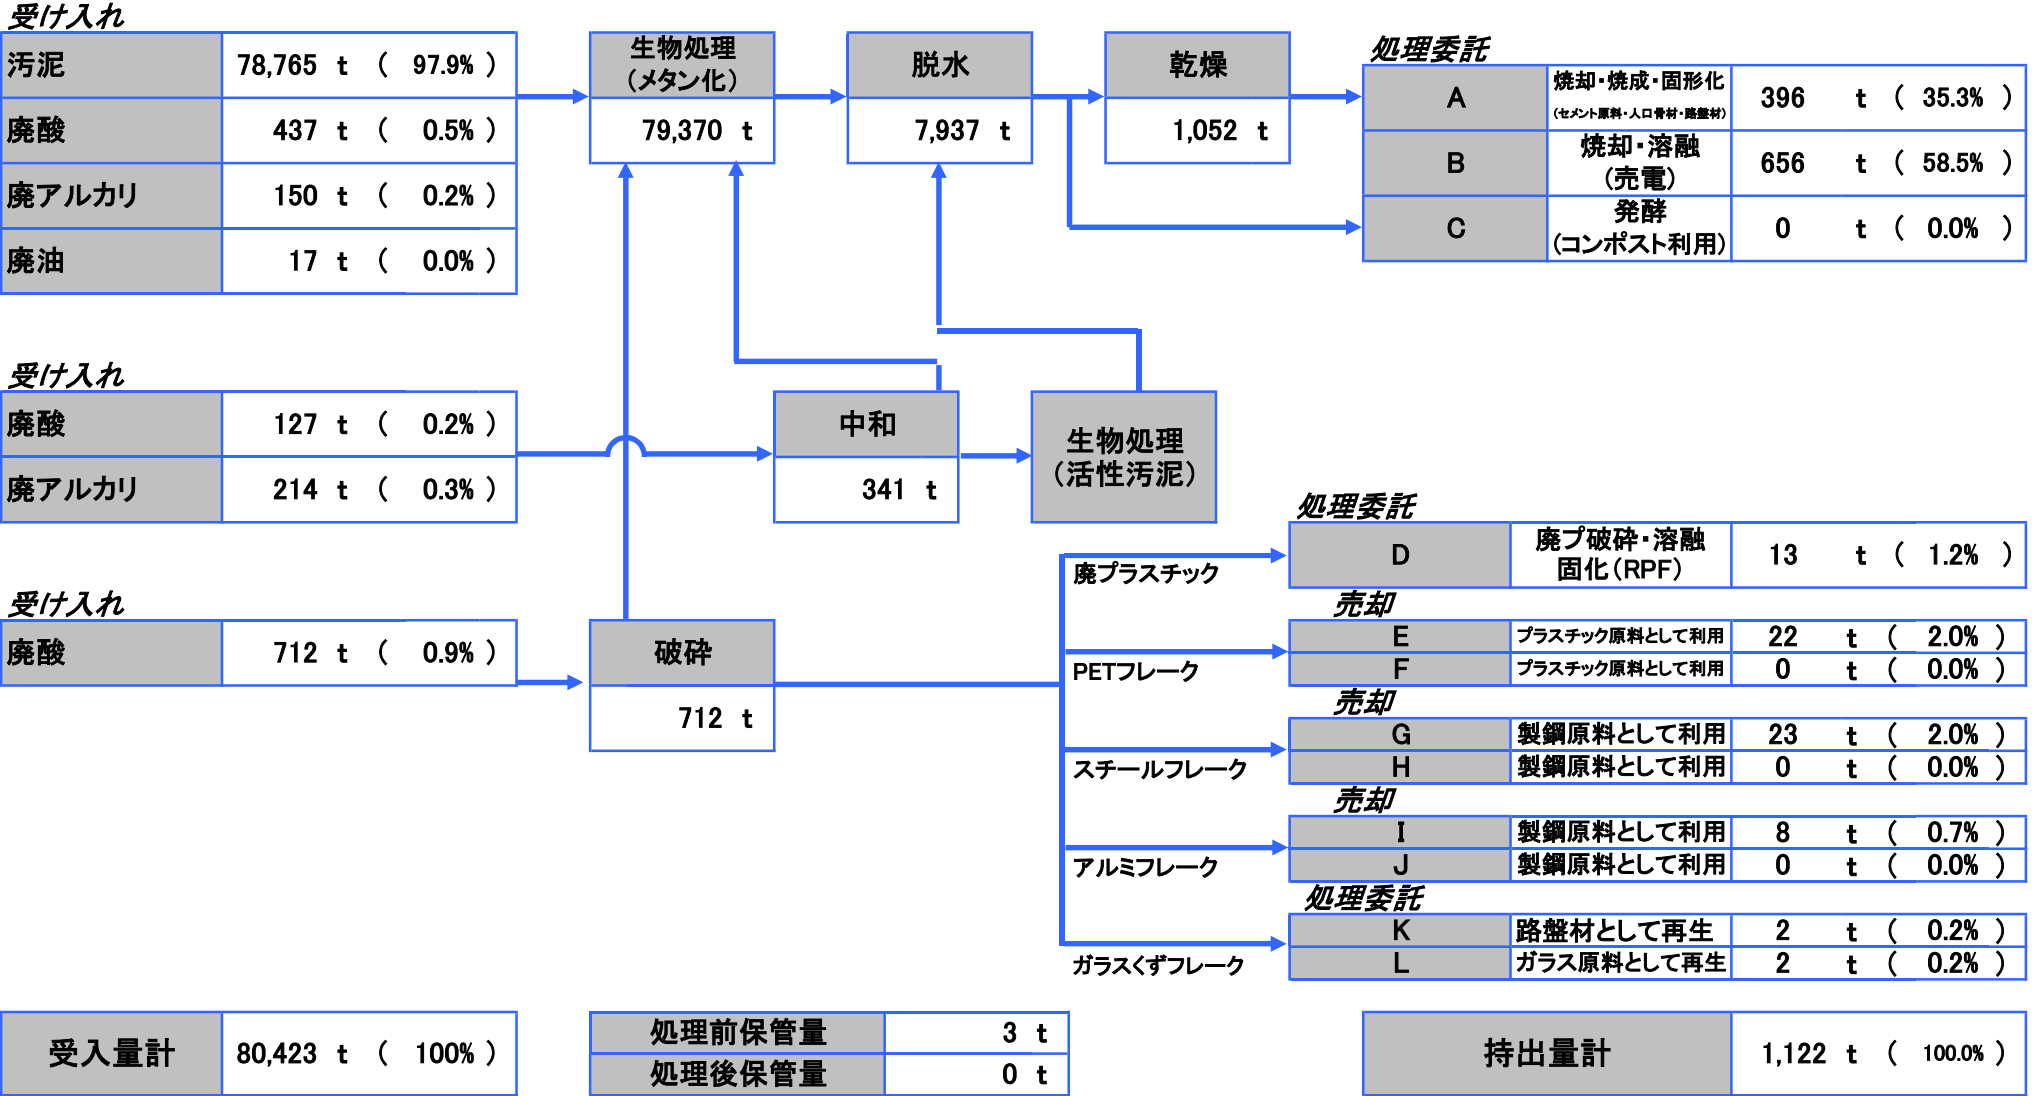 受け入れ
汚泥 78,765 t ( 97.9% )
廃酸 437 t ( 0.5% )
廃アルカリ 150 t ( 0.2% )
廃油 17 t ( 0.0% )
生物処理
(メタン化)
79,370 t
脱水
7,937 t
乾燥
1,052 t
処理委託
A 焼却・焼成・固形化 396 t ( 35.3% )
(セメント原料・人口骨材・路盤材)
B 焼却・溶融 656 t ( 58.5% )
(売電)
C 発酵 0 t ( 0.0% )
(コンポスト利用)
受け入れ
廃酸 127 t ( 0.2% )
廃アルカリ 214 t ( 0.3% )
中和
341 t
生物処理
(活性汚泥)
受け入れ
廃酸 712 t ( 0.9% )
破砕
712 t
処理委託
廃プラスチック
D 廃プ破砕・溶融 13 t ( 1.2% )
固化(RPF)
売却
PETフレーク
E プラスチック原料として利用 22 t ( 2.0% )
F プラスチック原料として利用 0 t ( 0.0% )
売却
スチールフレーク
G 製鋼原料として利用 23 t ( 2.0% )
H 製鋼原料として利用 0 t ( 0.0% )
売却
アルミフレーク
I 製鋼原料として利用 8 t ( 0.7% )
J 製鋼原料として利用 0 t ( 0.0% )
処理委託
ガラスくずフレーク
K 路盤材として再生 2 t ( 0.2% )
L ガラス原料として再生 2 t ( 0.2% )
受入量計 80,423 t ( 100% )
処理前保管量 3 t
処理後保管量 0 t
持出量計 1,122 t ( 100.0% )